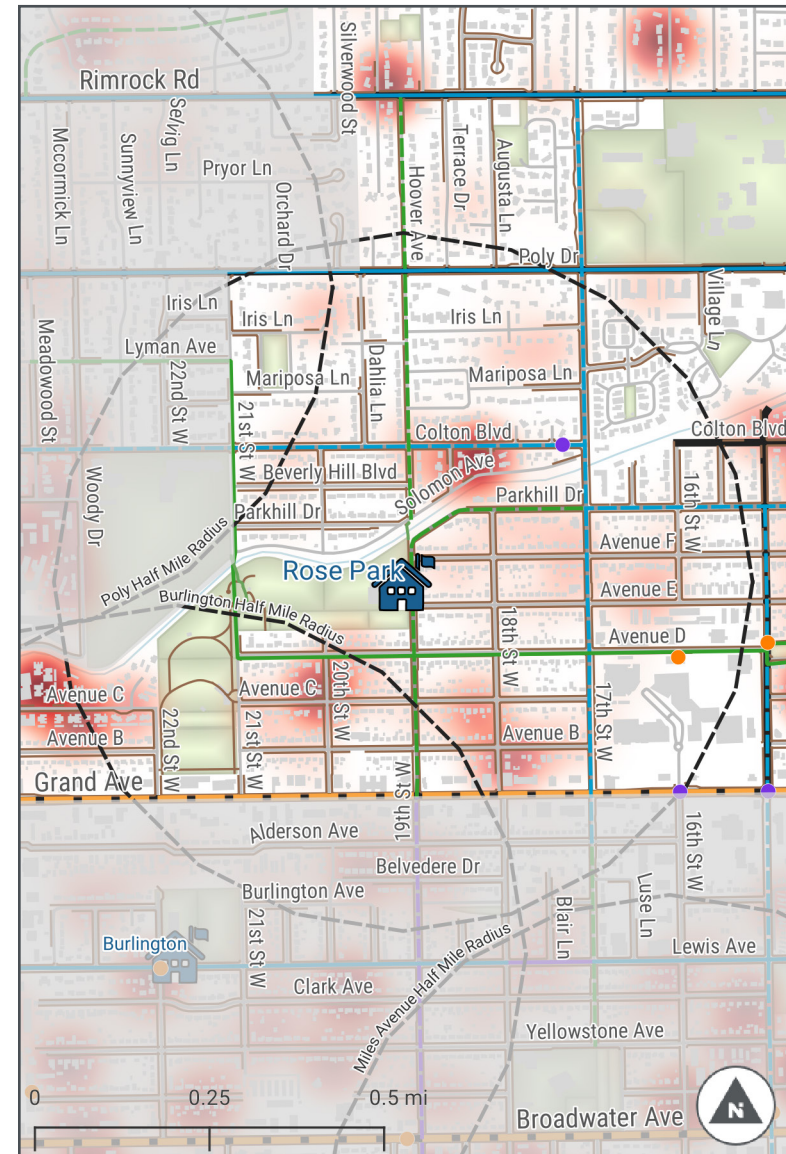 Silverwood St
Rimrock Rd
Mccormick Ln
Sunnyview Ln
Selvig Ln
Pryor Ln
Orchard Dr
Hoover Ave
Terrace Dr
Augusta Ln
Poly Dr
Village Ln
Iris Ln
Iris Ln
Iris Ln
Meadowood St
Lyman Ave
22nd St W
Dahlia Ln
Mariposa Ln
Mariposa Ln
21st St W
Colton Blvd
Colton Blvd
Beverly Hill Blvd
Solomon Ave
Woody Dr
Parkhill Dr
Parkhill Dr
16th St W
Poly Half Mile Radius
Avenue F
Rose Park
Avenue E
Burlington Half Mile Radius
18th St W
Avenue D
Avenue C
Avenue C
20th St W
17th St W
22nd St W
21st St W
Avenue B
Avenue B
Grand Ave
19th St W
16th St W
Alderson Ave
Belvedere Dr
Burlington Ave
21st St W
Blair Ln
Luse Ln
Burlington
Lewis Ave
Clark Ave
Miles Avenue Half Mile Radius
Yellowstone Ave
0 0.25 0.5 mi
Broadwater Ave
N